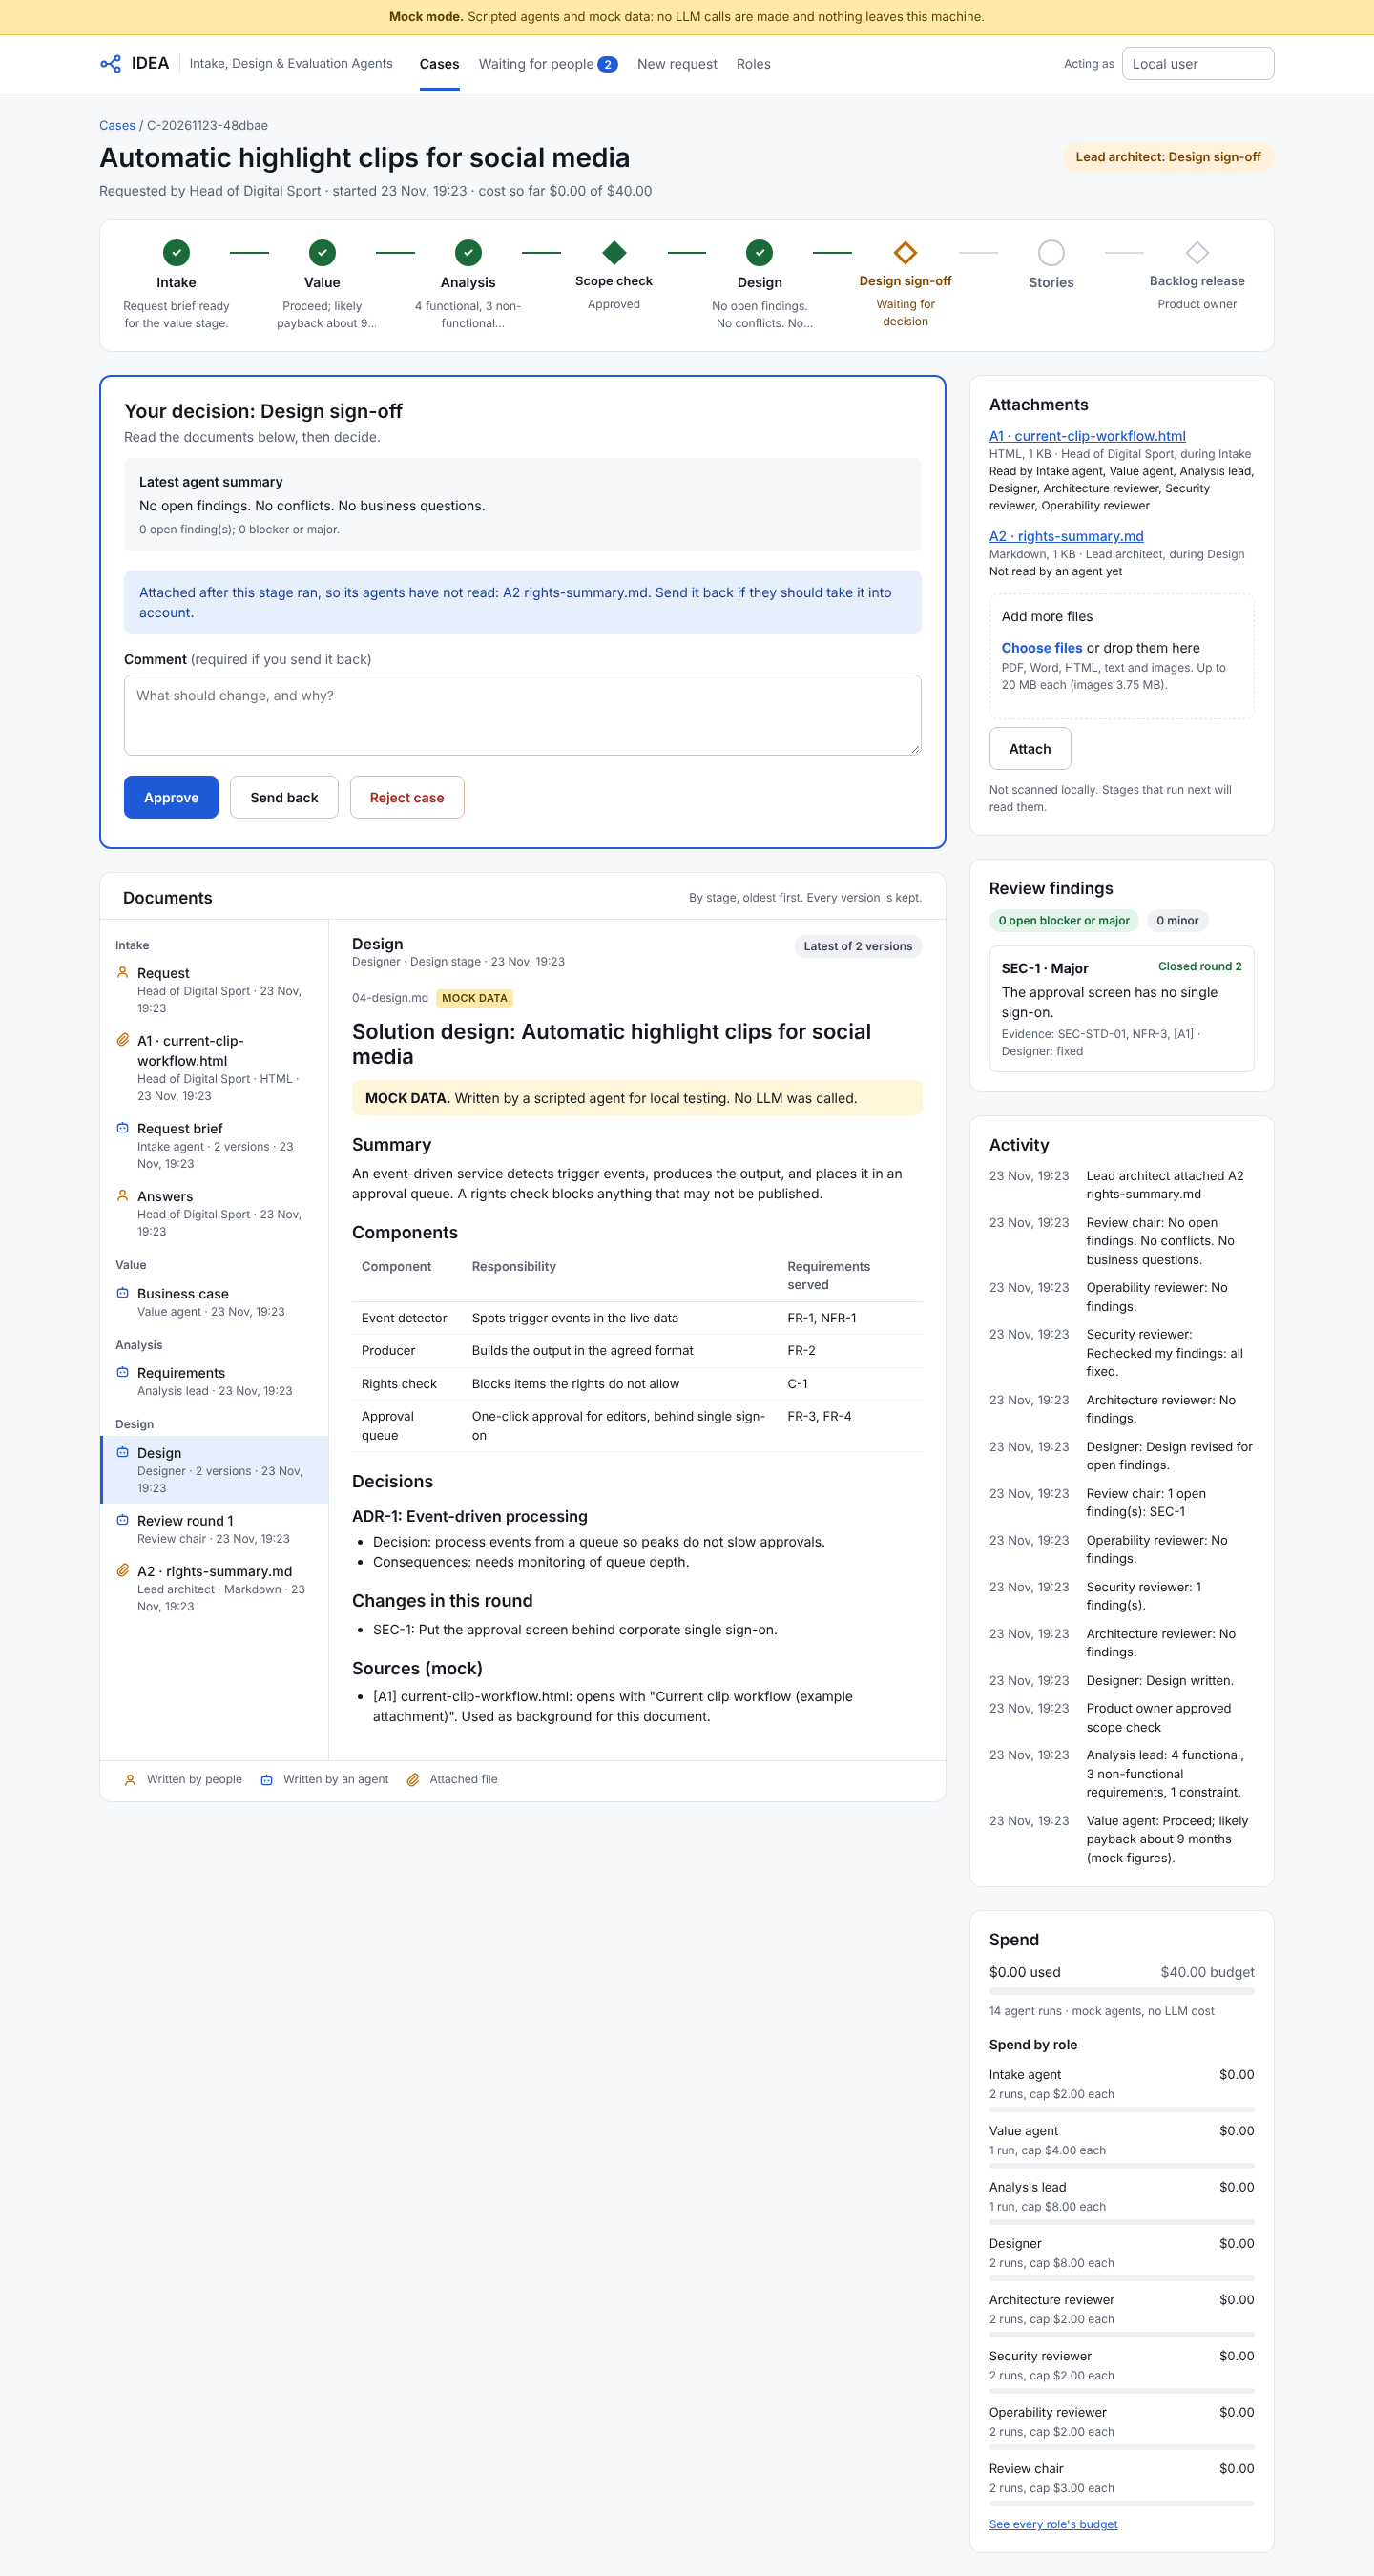 Mock mode. Scripted agents and mock data: no LLM calls are made and nothing leaves this machine.
IDEA
Intake, Design & Evaluation Agents
Cases
Waiting for people 2
New request
Roles
Acting as
Local user
Cases / C-20261123-48dbae
Automatic highlight clips for social media
Lead architect: Design sign-off
Requested by Head of Digital Sport · started 23 Nov, 19:23 · cost so far $0.00 of $40.00
Intake
Request brief ready
for the value stage.
Value
Proceed; likely
payback about 9...
Analysis
4 functional, 3 non-
functional...
Scope check
Approved
Design
No open findings.
No conflicts. No...
Design sign-off
Waiting for
decision
Stories
Backlog release
Product owner
Your decision: Design sign-off
Read the documents below, then decide.
Latest agent summary
No open findings. No conflicts. No business questions.
0 open finding(s); 0 blocker or major.
Attached after this stage ran, so its agents have not read: A2 rights-summary.md. Send it back if they should take it into
account.
Comment (required if you send it back)
What should change, and why?
Approve
Send back
Reject case
Documents
By stage, oldest first. Every version is kept.
Intake
Request
Head of Digital Sport · 23 Nov,
19:23
A1 · current-clip-
workflow.html
Head of Digital Sport · HTML ·
23 Nov, 19:23
Request brief
Intake agent · 2 versions · 23
Nov, 19:23
Answers
Head of Digital Sport · 23 Nov,
19:23
Value
Business case
Value agent · 23 Nov, 19:23
Analysis
Requirements
Analysis lead · 23 Nov, 19:23
Design
Design
Designer · 2 versions · 23 Nov,
19:23
Review round 1
Review chair · 23 Nov, 19:23
A2 · rights-summary.md
Lead architect · Markdown · 23
Nov, 19:23
Design
Latest of 2 versions
Designer · Design stage · 23 Nov, 19:23
04-design.md MOCK DATA
Solution design: Automatic highlight clips for social
media
MOCK DATA. Written by a scripted agent for local testing. No LLM was called.
Summary
An event-driven service detects trigger events, produces the output, and places it in an
approval queue. A rights check blocks anything that may not be published.
Components
Component Responsibility Requirements
served
Event detector Spots trigger events in the live data FR-1, NFR-1
Producer Builds the output in the agreed format FR-2
Rights check Blocks items the rights do not allow C-1
Approval One-click approval for editors, behind single sign- FR-3, FR-4
queue on
Decisions
ADR-1: Event-driven processing
• Decision: process events from a queue so peaks do not slow approvals.
• Consequences: needs monitoring of queue depth.
Changes in this round
• SEC-1: Put the approval screen behind corporate single sign-on.
Sources (mock)
• [A1] current-clip-workflow.html: opens with "Current clip workflow (example
attachment)". Used as background for this document.
Written by people
Written by an agent
Attached file
Attachments
A1 · current-clip-workflow.html
HTML, 1 KB · Head of Digital Sport, during Intake
Read by Intake agent, Value agent, Analysis lead,
Designer, Architecture reviewer, Security
reviewer, Operability reviewer
A2 · rights-summary.md
Markdown, 1 KB · Lead architect, during Design
Not read by an agent yet
Add more files
Choose files or drop them here
PDF, Word, HTML, text and images. Up to
20 MB each (images 3.75 MB).
Attach
Not scanned locally. Stages that run next will
read them.
Review findings
0 open blocker or major
0 minor
SEC-1 · Major
Closed round 2
The approval screen has no single
sign-on.
Evidence: SEC-STD-01, NFR-3, [A1] ·
Designer: fixed
Activity
23 Nov, 19:23 Lead architect attached A2
rights-summary.md
23 Nov, 19:23 Review chair: No open
findings. No conflicts. No
business questions.
23 Nov, 19:23 Operability reviewer: No
findings.
23 Nov, 19:23 Security reviewer:
Rechecked my findings: all
fixed.
23 Nov, 19:23 Architecture reviewer: No
findings.
23 Nov, 19:23 Designer: Design revised for
open findings.
23 Nov, 19:23 Review chair: 1 open
finding(s): SEC-1
23 Nov, 19:23 Operability reviewer: No
findings.
23 Nov, 19:23 Security reviewer: 1
finding(s).
23 Nov, 19:23 Architecture reviewer: No
findings.
23 Nov, 19:23 Designer: Design written.
23 Nov, 19:23 Product owner approved
scope check
23 Nov, 19:23 Analysis lead: 4 functional,
3 non-functional
requirements, 1 constraint.
23 Nov, 19:23 Value agent: Proceed; likely
payback about 9 months
(mock figures).
Spend
$0.00 used $40.00 budget
14 agent runs · mock agents, no LLM cost
Spend by role
Intake agent $0.00
2 runs, cap $2.00 each
Value agent $0.00
1 run, cap $4.00 each
Analysis lead $0.00
1 run, cap $8.00 each
Designer $0.00
2 runs, cap $8.00 each
Architecture reviewer $0.00
2 runs, cap $2.00 each
Security reviewer $0.00
2 runs, cap $2.00 each
Operability reviewer $0.00
2 runs, cap $2.00 each
Review chair $0.00
2 runs, cap $3.00 each
See every role's budget